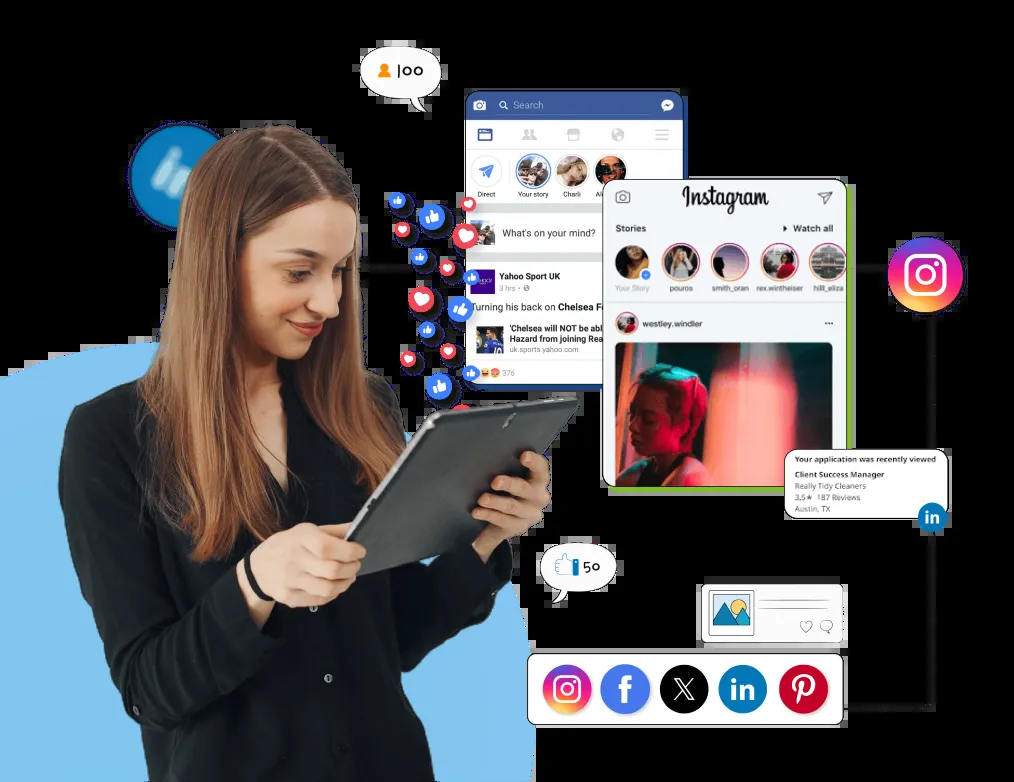 100
Search
Direct
Your story
Charli
What's on your mind?
Yahoo Sport UK
3 hrs
Turning his back on Chelsea F
'Chelsea will NOT be abl
Hazard from joining Rea
uk.sports.yahoo.com
376
Instagram
Stories
Watch all
Your Story
pouros
smith_oran
rex.wintheiser
hilll_eliza
westley.windler
Your application was recently viewed
Client Success Manager
Really Tidy Cleaners
3.5★ 187 Reviews
Austin, TX
in
50
f
X
in